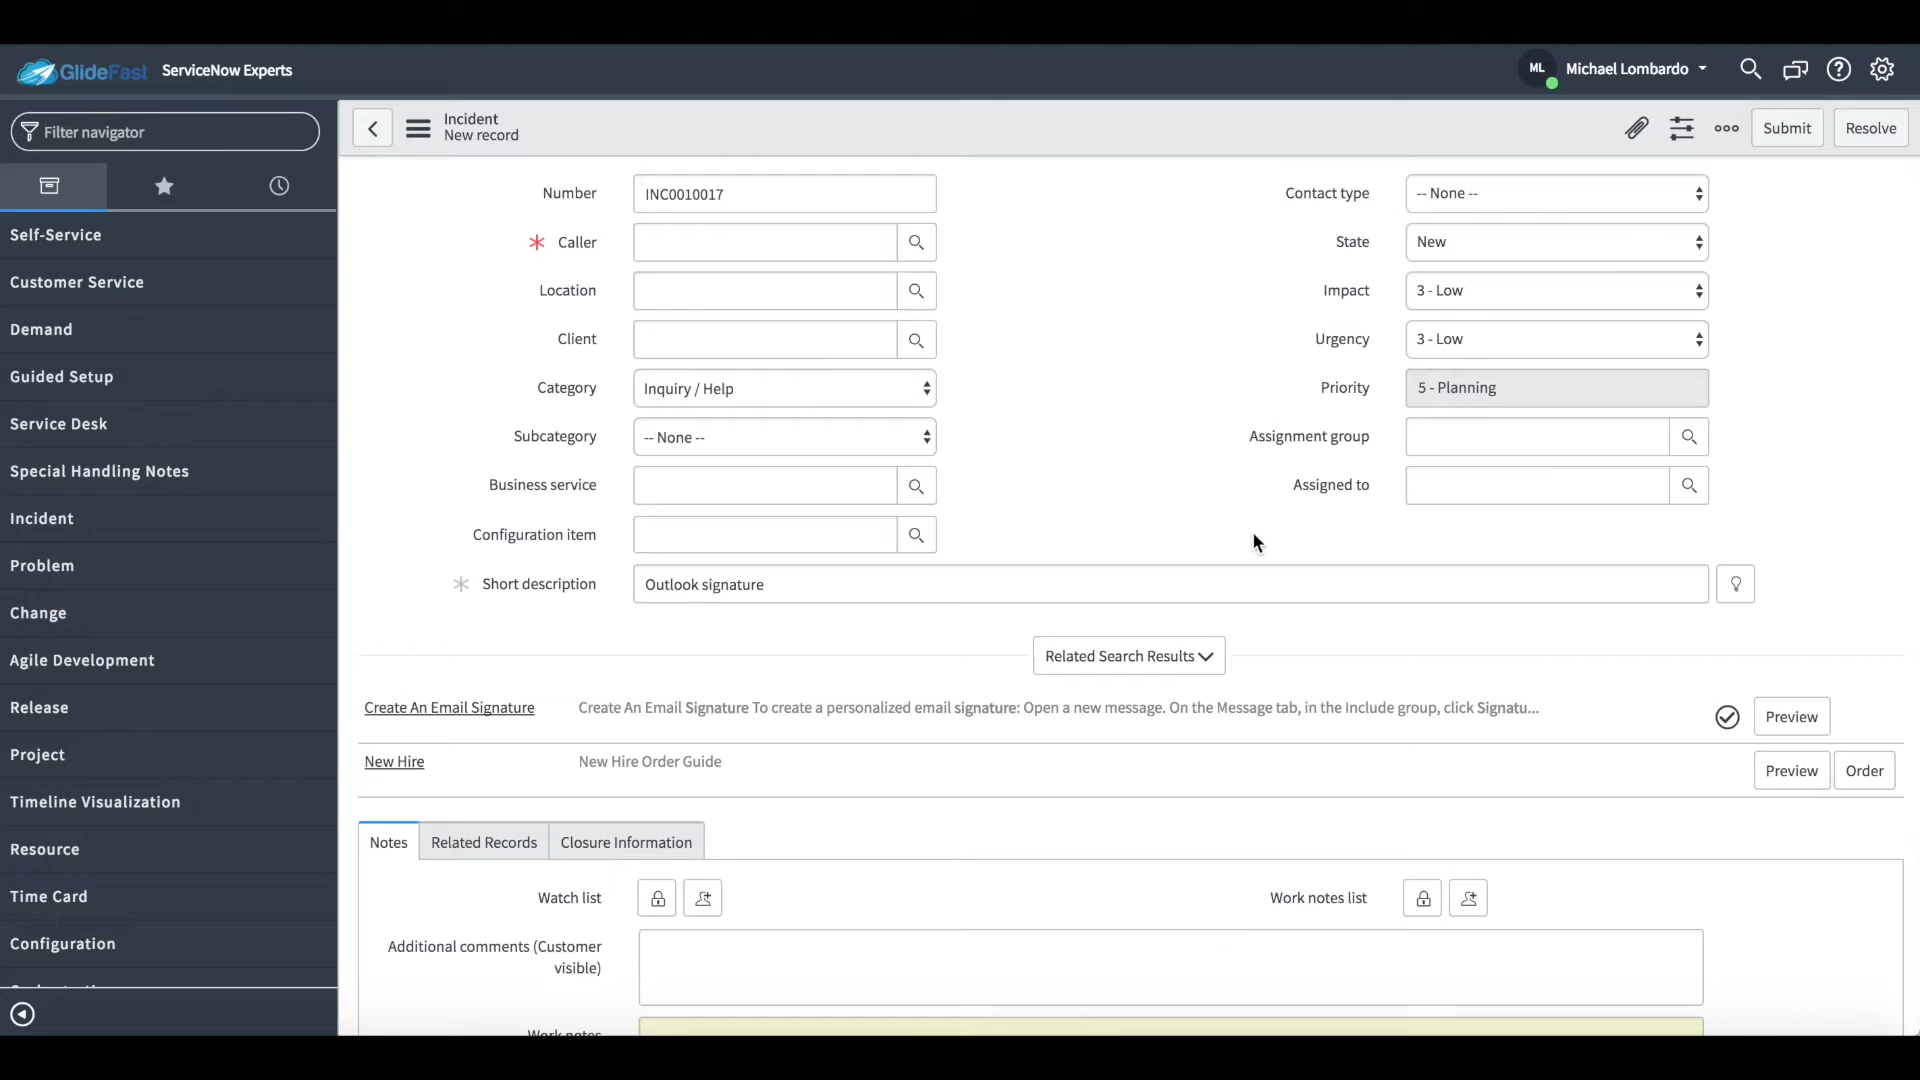 GlideFast ServiceNow Experts
ML Michael Lombardo
Filter navigator
Incident
New record
Submit Resolve
Self-Service
Customer Service
Demand
Guided Setup
Service Desk
Special Handling Notes
Incident
Problem
Change
Agile Development
Release
Project
Timeline Visualization
Resource
Time Card
Configuration
Number INC0010017 Contact type -- None --
Caller State New
Location Impact 3 - Low
Client Urgency 3 - Low
Category Inquiry / Help Priority 5 - Planning
Subcategory -- None -- Assignment group
Business service Assigned to
Configuration item
Short description Outlook signature
Related Search Results
Create An Email Signature Create An Email Signature To create a personalized email signature: Open a new message. On the Message tab, in the Include group, click Signatu... Preview
New Hire New Hire Order Guide Preview Order
Notes Related Records Closure Information
Watch list Work notes list
Additional comments (Customer
visible)
Work notes